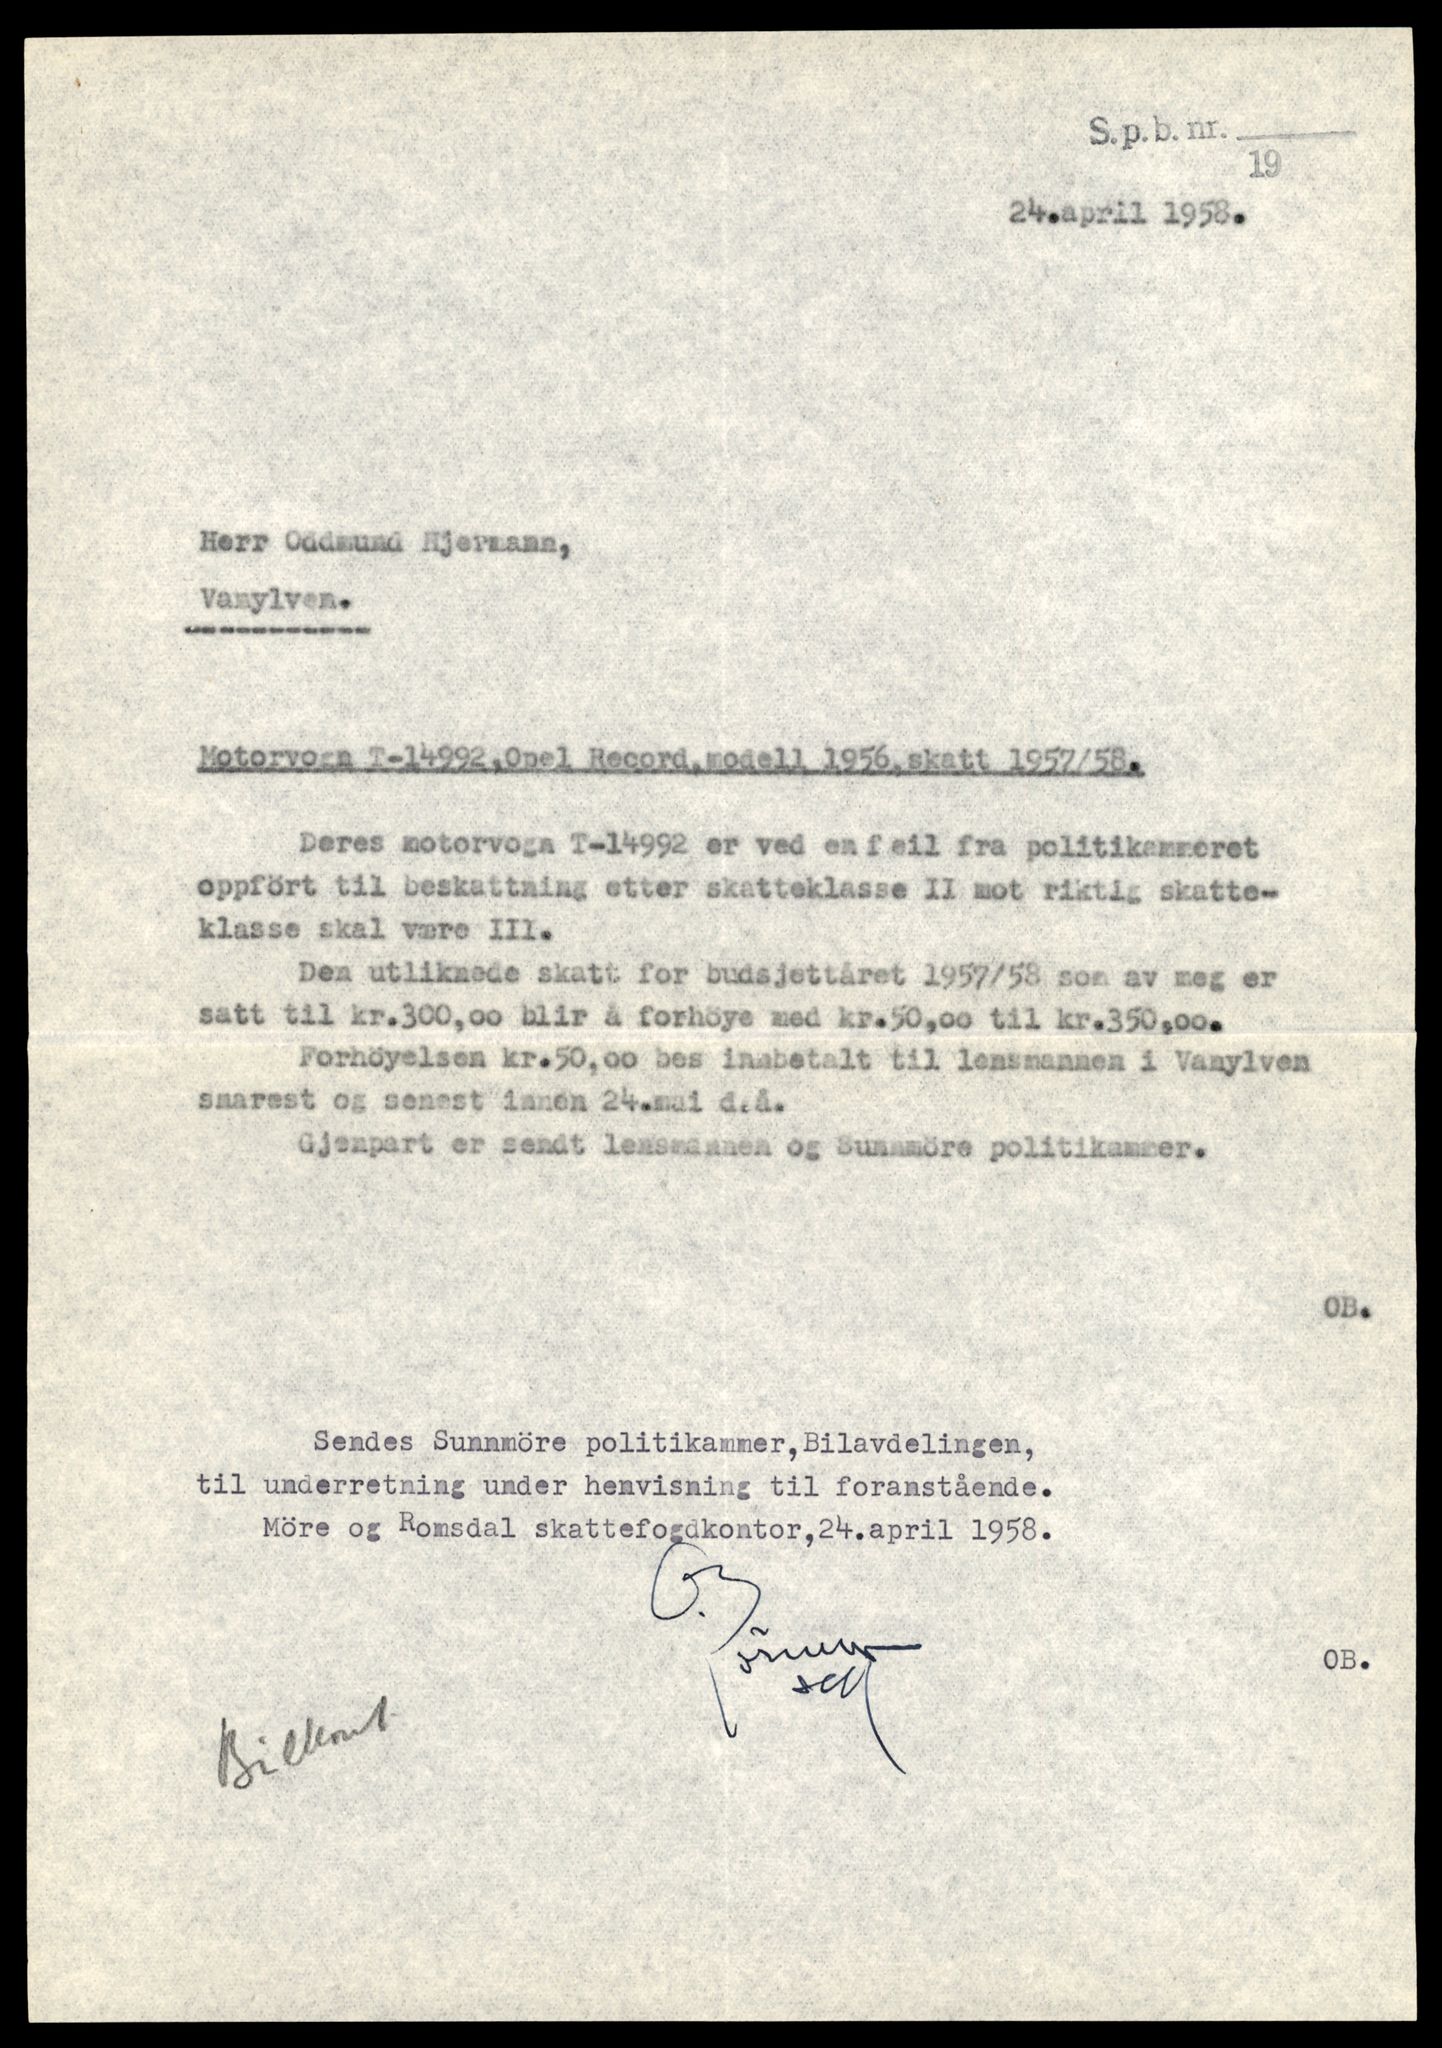 S.p.b. nr.
19
24.april 1958.
Herr Oddmund Hjermann,
Vanylven.
Motorvogn T-14992,Opel Record,modell 1956,skatt 1957/58.
Deres motorvogn T-14992 er ved en feil fra politikammeret
oppfört til beskattning etter skatteklasse II mot riktig skatte-
klasse skal være III.
Den utliknede skatt for budsjettåret 1957/58 som av meg er
satt til kr.300,oo blir å forhöye med kr.50,oo til kr.350,oo.
Forhöyelsen kr.50,oo bes innbetalt til lensmannen i Vanylven
snarest og senest innen 24.mai d.å.
Gjenpart er sendt lensmannen og Sunnmöre politikammer.
OB.
Sendes Sunnmöre politikammer,Bilavdelingen,
til underretning under henvisning til foranstående.
Möre og Romsdal skattefogdkontor,24.april 1958.
OB.
Bilkont.